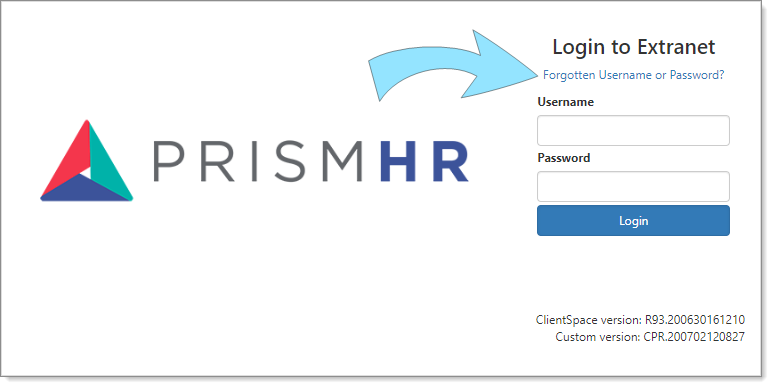 PRISMHR
Login to Extranet
Forgotten Username or Password?
Username
Password
Login
ClientSpace version: R93.200630161210
Custom version: CPR.200702120827